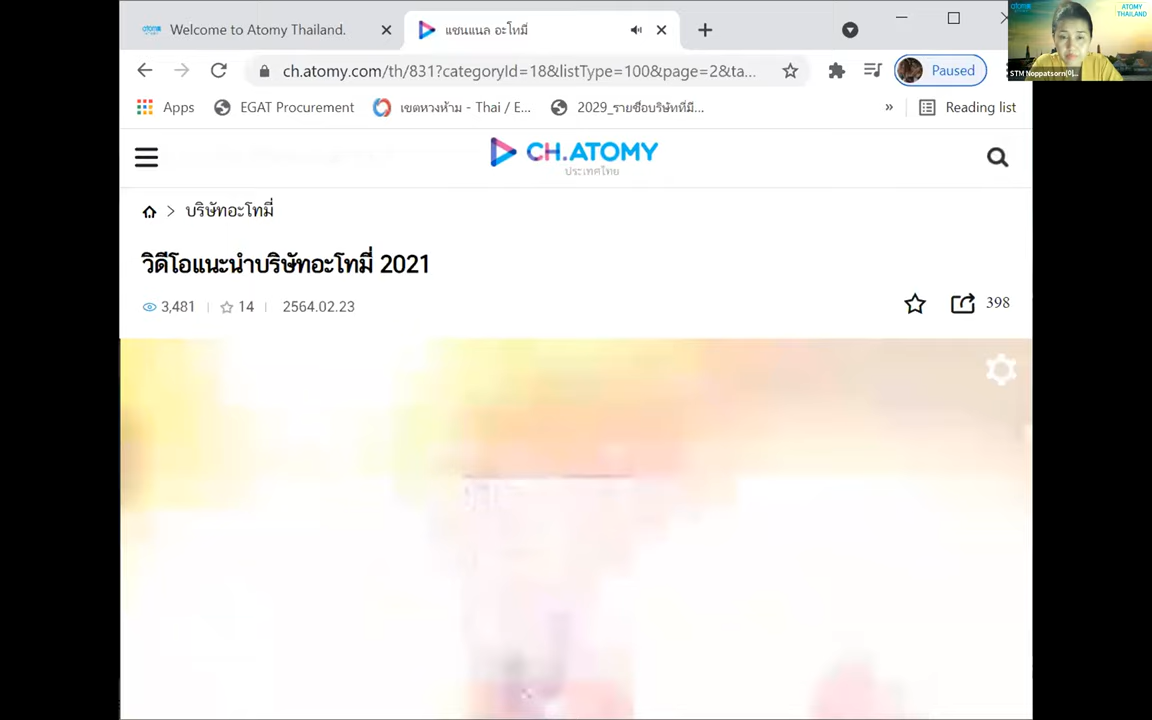 Welcome to Atomy Thailand.
แชนแนล อะโทมี่
ch.atomy.com/th/831?categoryId=18&listType=100&page=2&ta...
Paused
Apps
EGAT Procurement
เขตหวงห้าม - Thai / E...
2029_รายชื่อบริษัทที่มี...
»
Reading list
CH.ATOMY
ประเทศไทย
> บริษัทอะโทมี่
วิดีโอแนะนำบริษัทอะโทมี่ 2021
3,481 | 14 | 2564.02.23
398
ATOMY
THAILAND
STM Noppatsorn